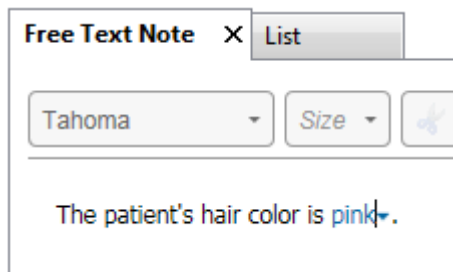 Free Text Note X List
Tahoma Size
The patient's hair color is pink.